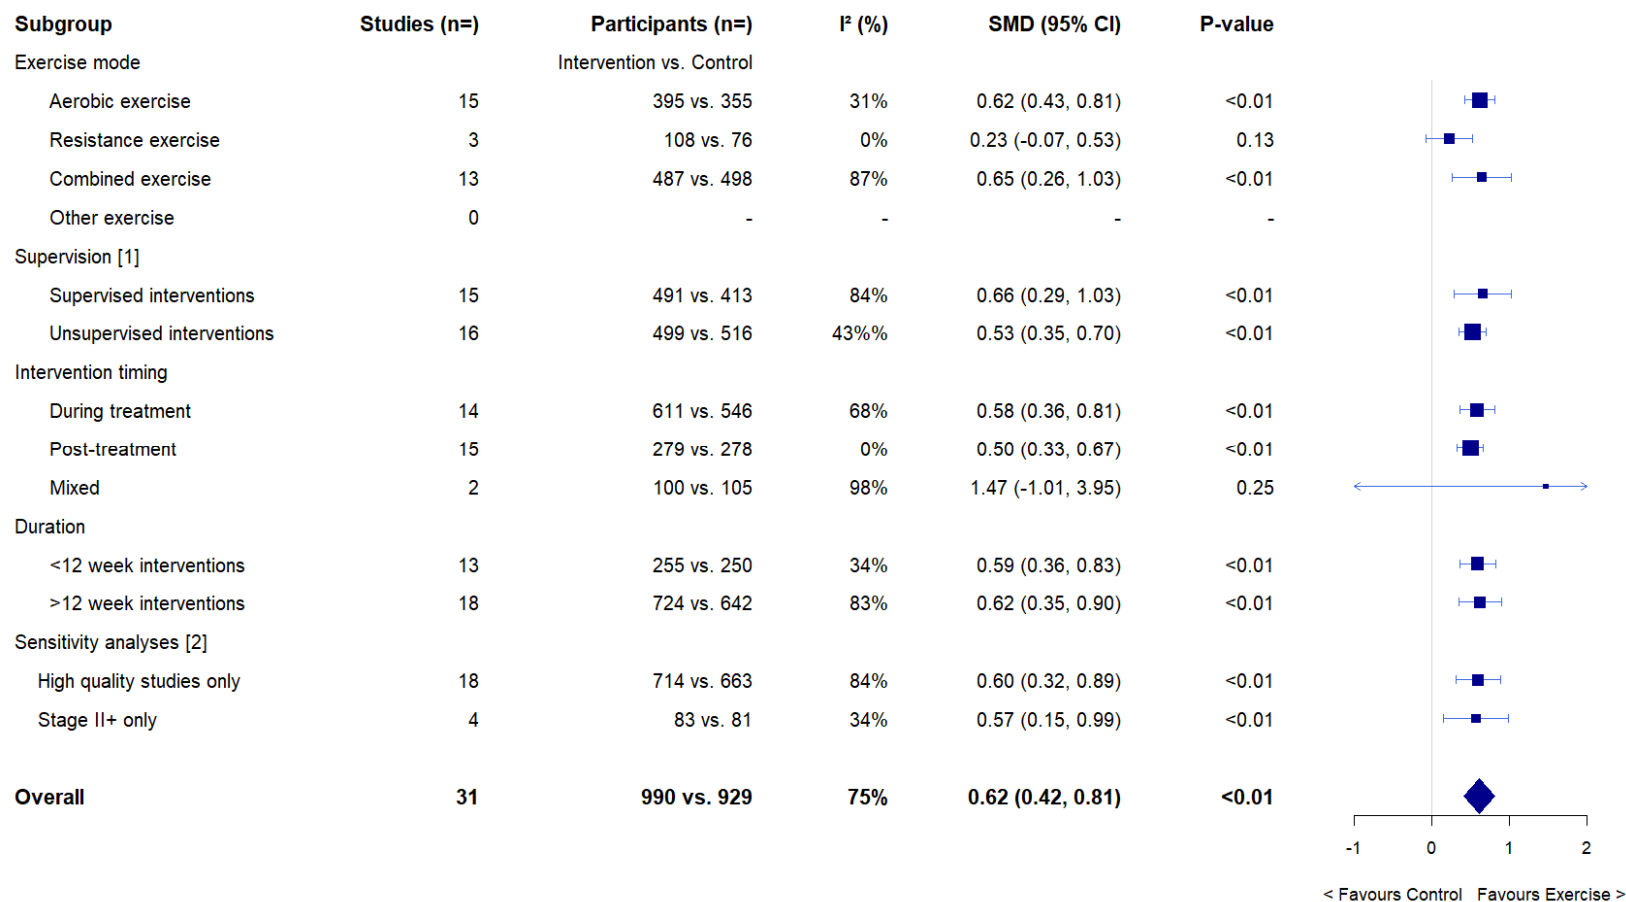 Subgroup Studies (n=) Participants (n=) I² (%) SMD (95% CI) P-value
Exercise mode Intervention vs. Control
Aerobic exercise 15 395 vs. 355 31% 0.62 (0.43, 0.81) <0.01
Resistance exercise 3 108 vs. 76 0% 0.23 (-0.07, 0.53) 0.13
Combined exercise 13 487 vs. 498 87% 0.65 (0.26, 1.03) <0.01
Other exercise 0 - - - -
Supervision [1]
Supervised interventions 15 491 vs. 413 84% 0.66 (0.29, 1.03) <0.01
Unsupervised interventions 16 499 vs. 516 43%% 0.53 (0.35, 0.70) <0.01
Intervention timing
During treatment 14 611 vs. 546 68% 0.58 (0.36, 0.81) <0.01
Post-treatment 15 279 vs. 278 0% 0.50 (0.33, 0.67) <0.01
Mixed 2 100 vs. 105 98% 1.47 (-1.01, 3.95) 0.25
Duration
<12 week interventions 13 255 vs. 250 34% 0.59 (0.36, 0.83) <0.01
>12 week interventions 18 724 vs. 642 83% 0.62 (0.35, 0.90) <0.01
Sensitivity analyses [2]
High quality studies only 18 714 vs. 663 84% 0.60 (0.32, 0.89) <0.01
Stage II+ only 4 83 vs. 81 34% 0.57 (0.15, 0.99) <0.01
Overall 31 990 vs. 929 75% 0.62 (0.42, 0.81) <0.01
-1 0 1 2
< Favours Control Favours Exercise >